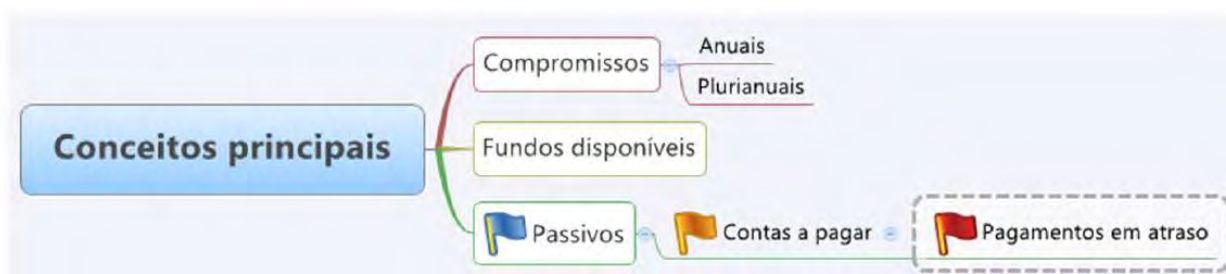 Conceitos principais
Compromissos
Anuais
Plurianuais
Fundos disponíveis
Passivos
Contas a pagar
Pagamentos em atraso